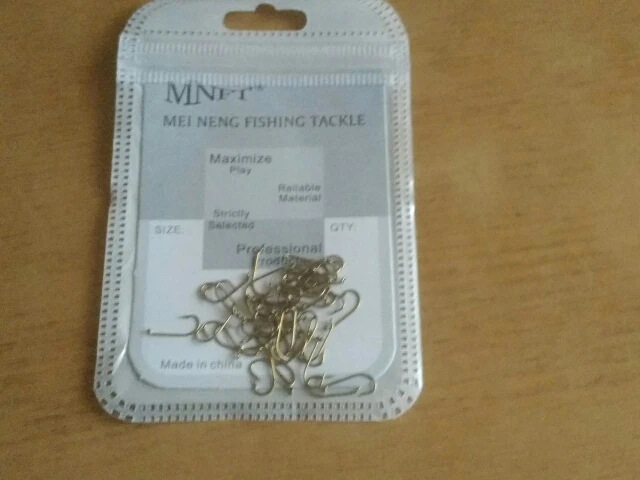 MNFT®
MEI NENG FISHING TACKLE
Maximize
Play
Reliable
Material
Strictly
Selected
SIZE:
QTY:
Professional
Made in china